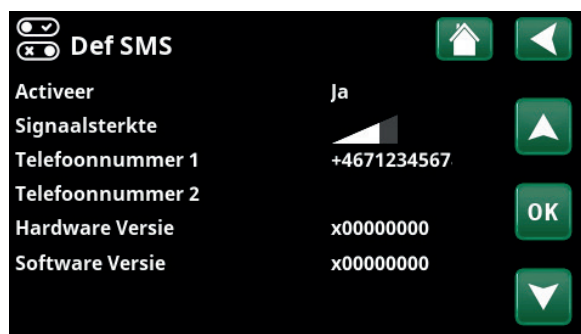 Def SMS
Activeer Ja
Signaalsterkte
Telefoonnummer 1 +4671234567
Telefoonnummer 2
OK
Hardware Versie x00000000
Software Versie x00000000